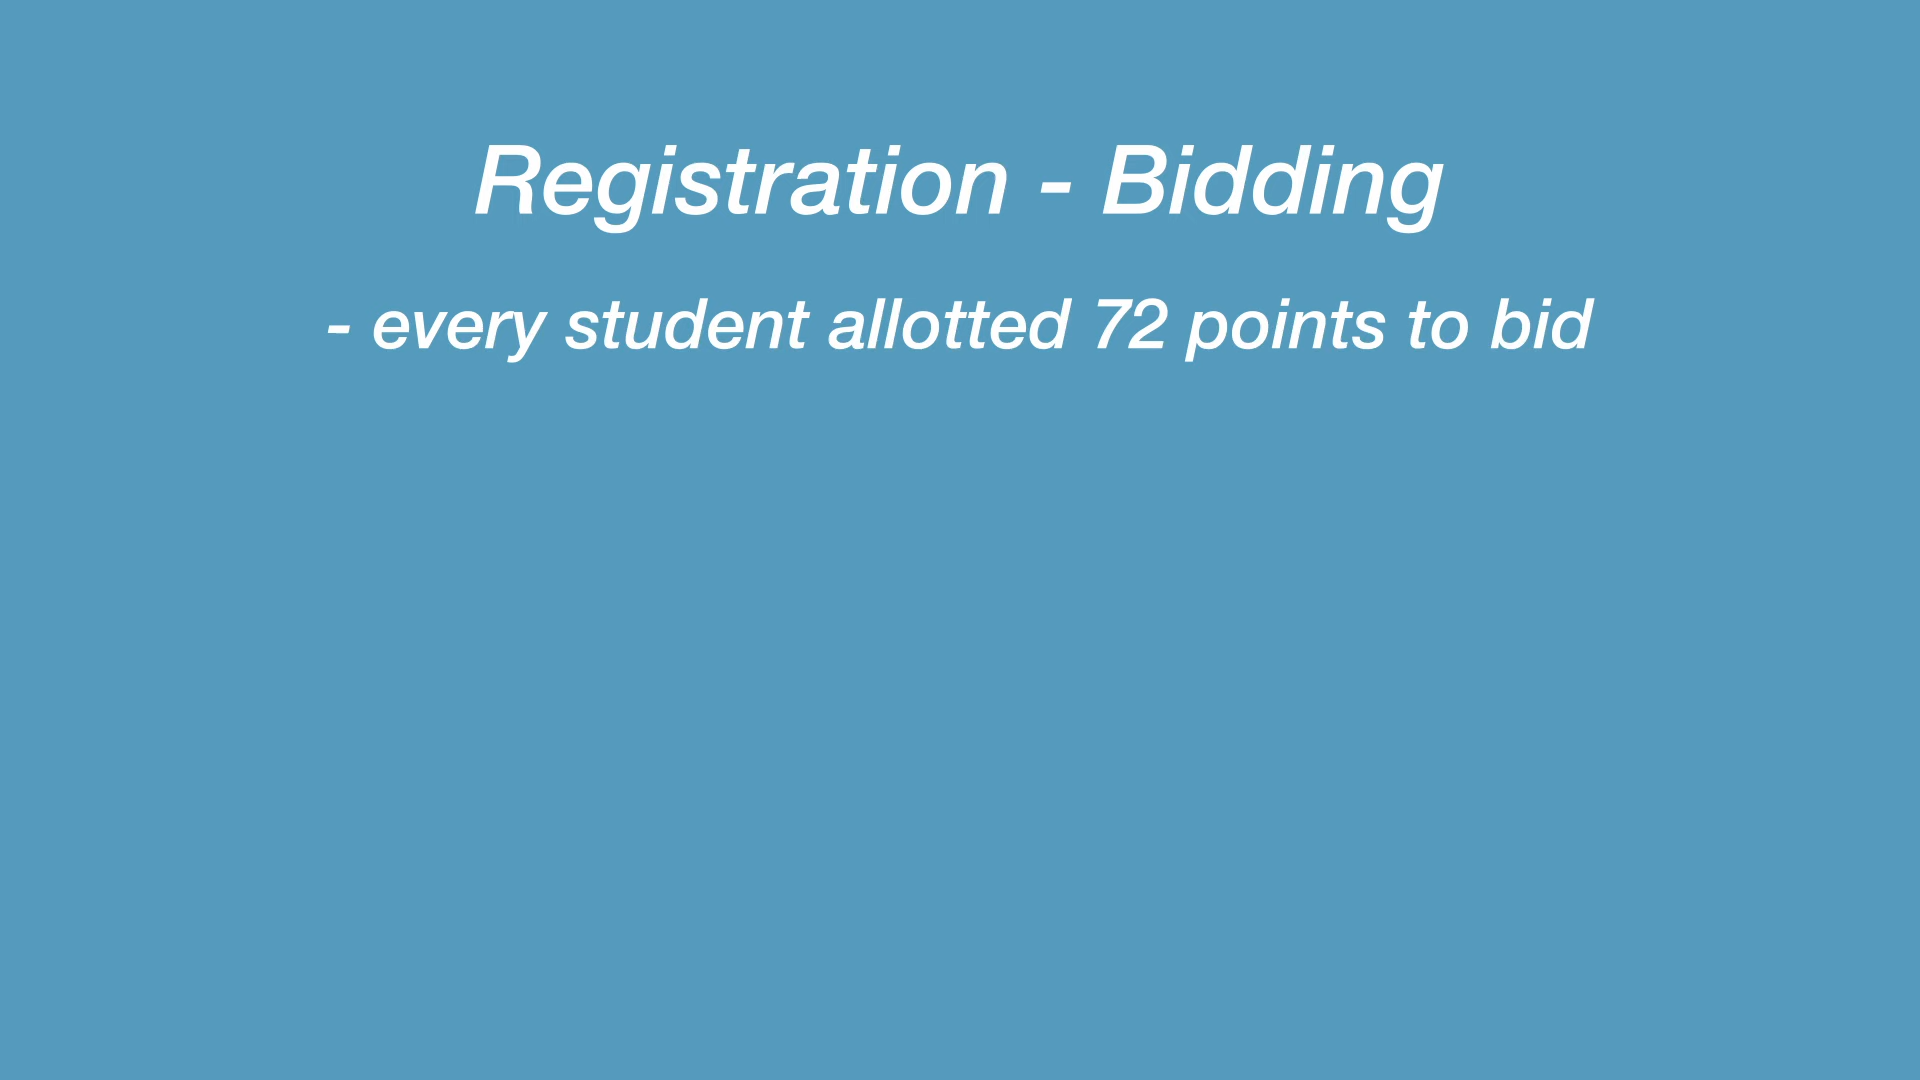 Registration - Bidding
- every student allotted 72 points to bid